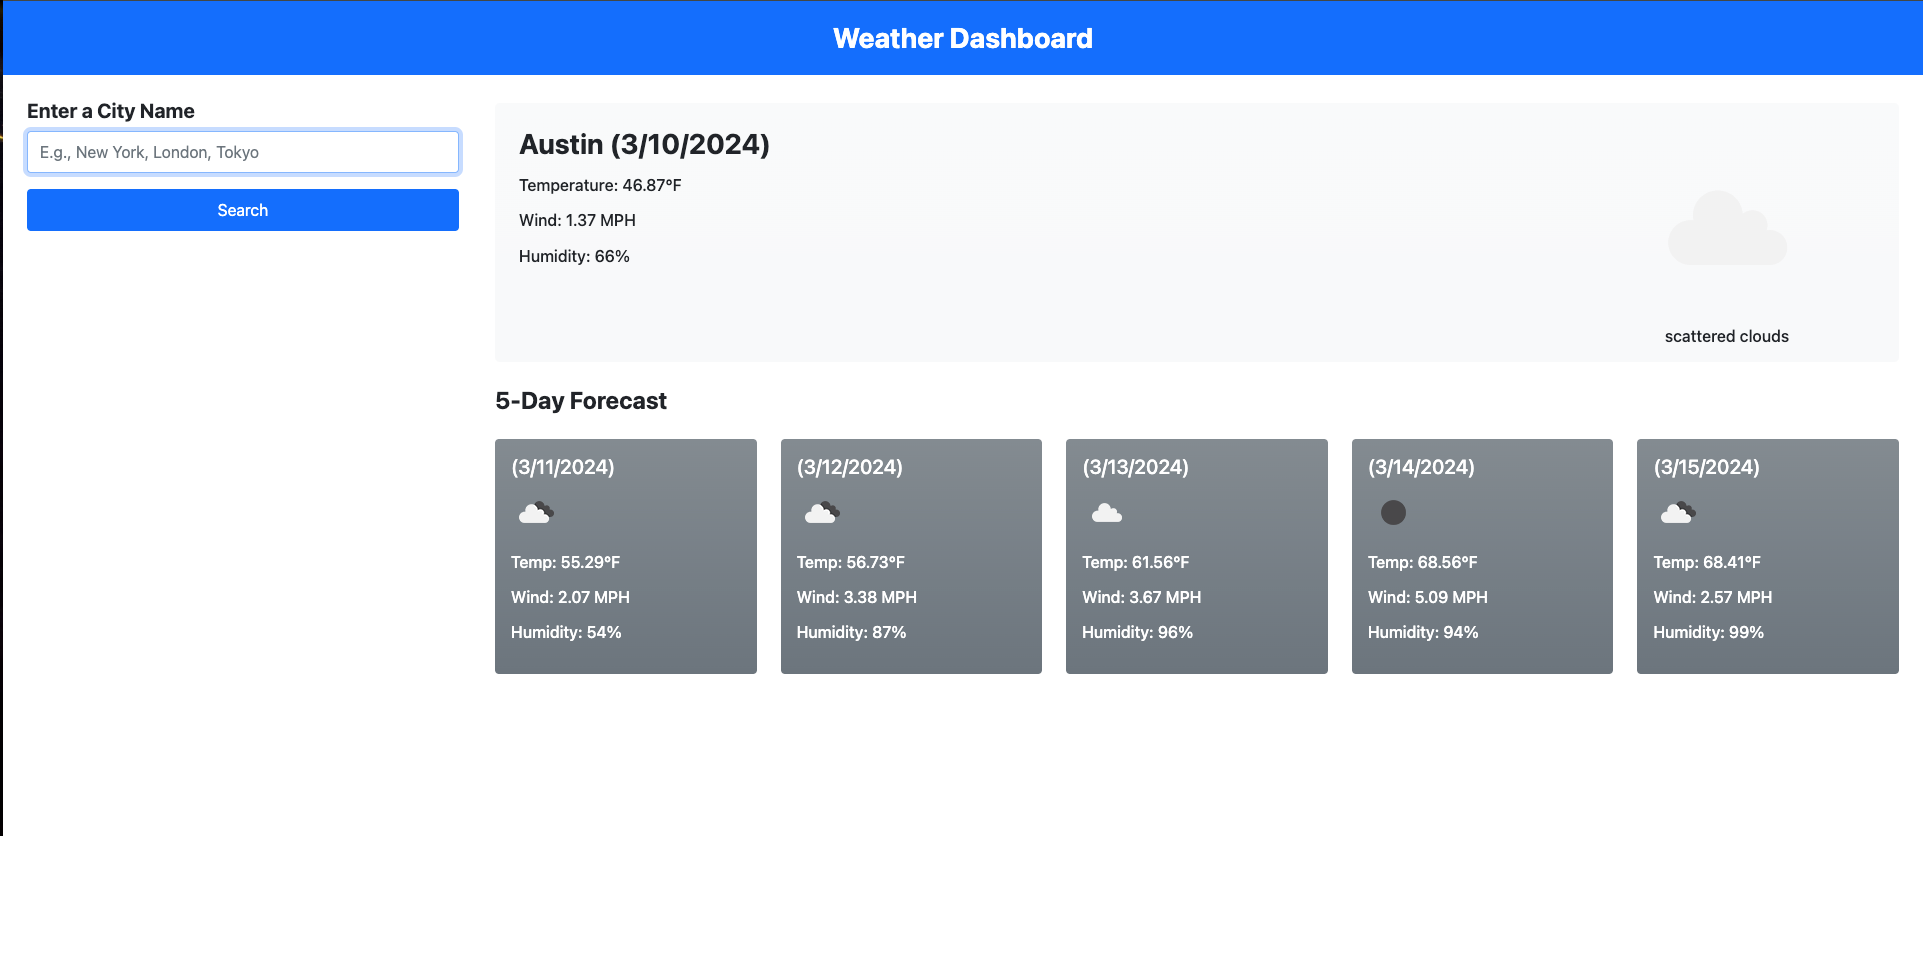 Weather Dashboard
Enter a City Name
E.g., New York, London, Tokyo
Search
Austin (3/10/2024)
Temperature: 46.87°F
Wind: 1.37 MPH
Humidity: 66%
scattered clouds
5-Day Forecast
(3/11/2024)
Temp: 55.29°F
Wind: 2.07 MPH
Humidity: 54%
(3/12/2024)
Temp: 56.73°F
Wind: 3.38 MPH
Humidity: 87%
(3/13/2024)
Temp: 61.56°F
Wind: 3.67 MPH
Humidity: 96%
(3/14/2024)
Temp: 68.56°F
Wind: 5.09 MPH
Humidity: 94%
(3/15/2024)
Temp: 68.41°F
Wind: 2.57 MPH
Humidity: 99%